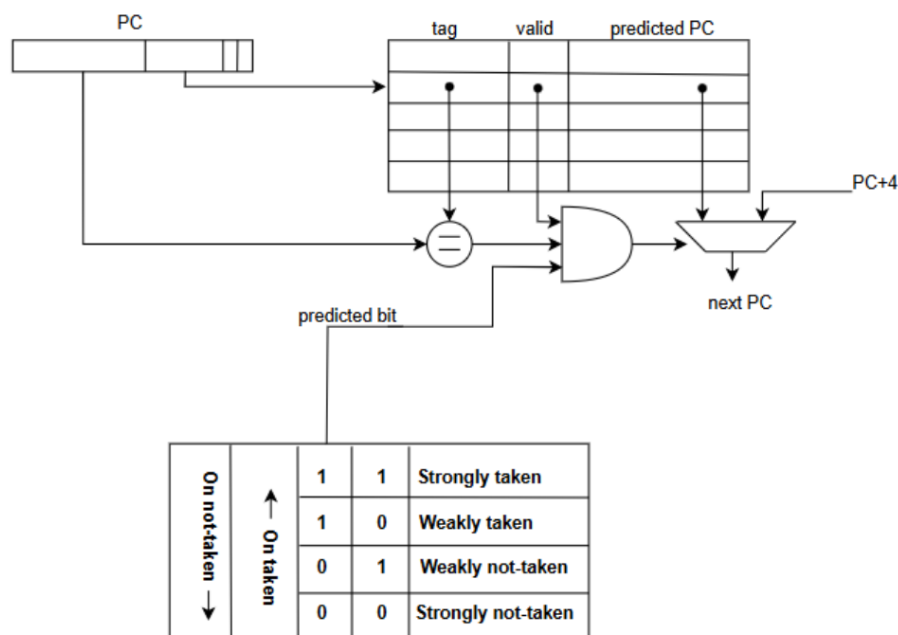 PC
tag valid predicted PC
PC+4
next PC
predicted bit
On not-taken
On taken
1 1 Strongly taken
1 0 Weakly taken
0 1 Weakly not-taken
0 0 Strongly not-taken